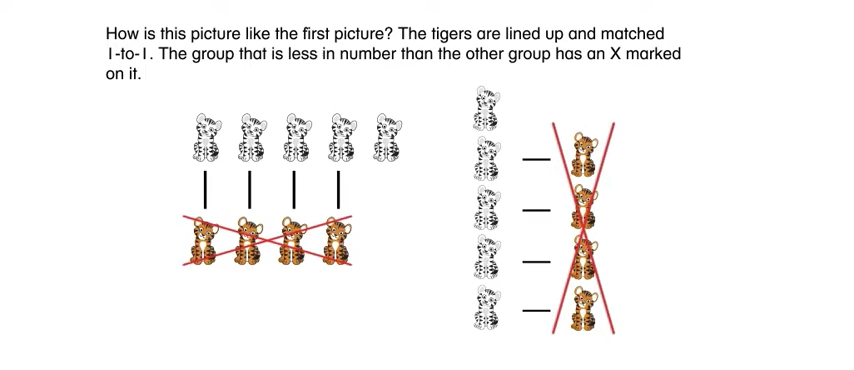 How is this picture like the first picture? The tigers are lined up and matched
1-to-1. The group that is less in number than the other group has an X marked
on it.